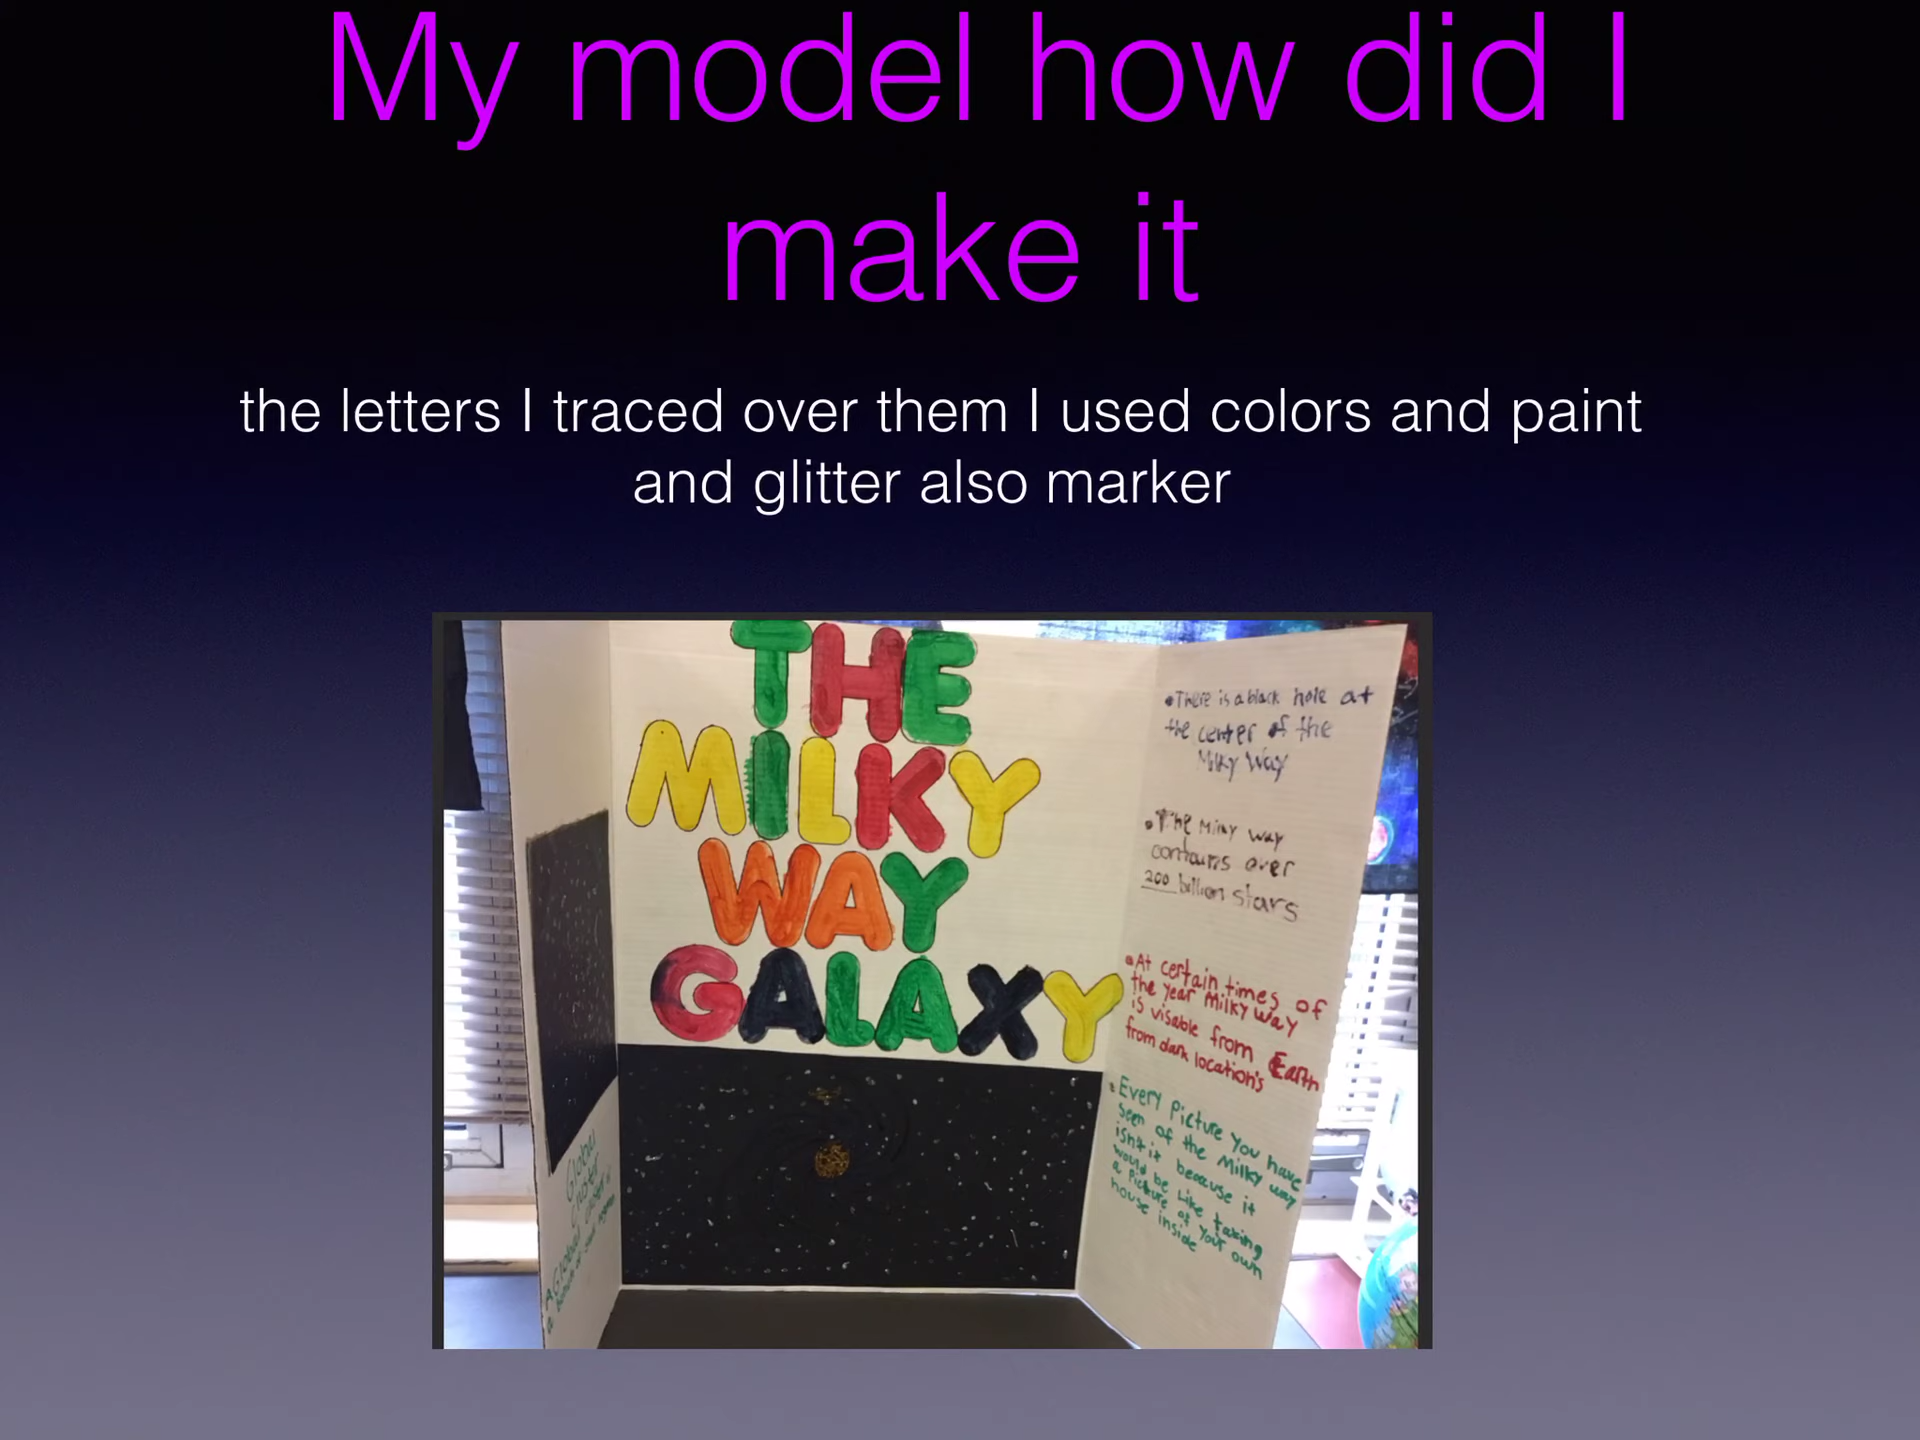 My model how did I
make it
the letters I traced over them I used colors and paint
and glitter also marker
THE
MILKY
WAY
GALAXY
•There is a black hole at
the center of the
Milky Way
•The Milky Way
contains over
200 billion stars
•At certain times of
the year Milky Way
is visable from Earth
from dark location's
•Every picture you have
seen of the Milky way
isn't it because it
would be like taking
a picture of your own
house inside
Global
A Global